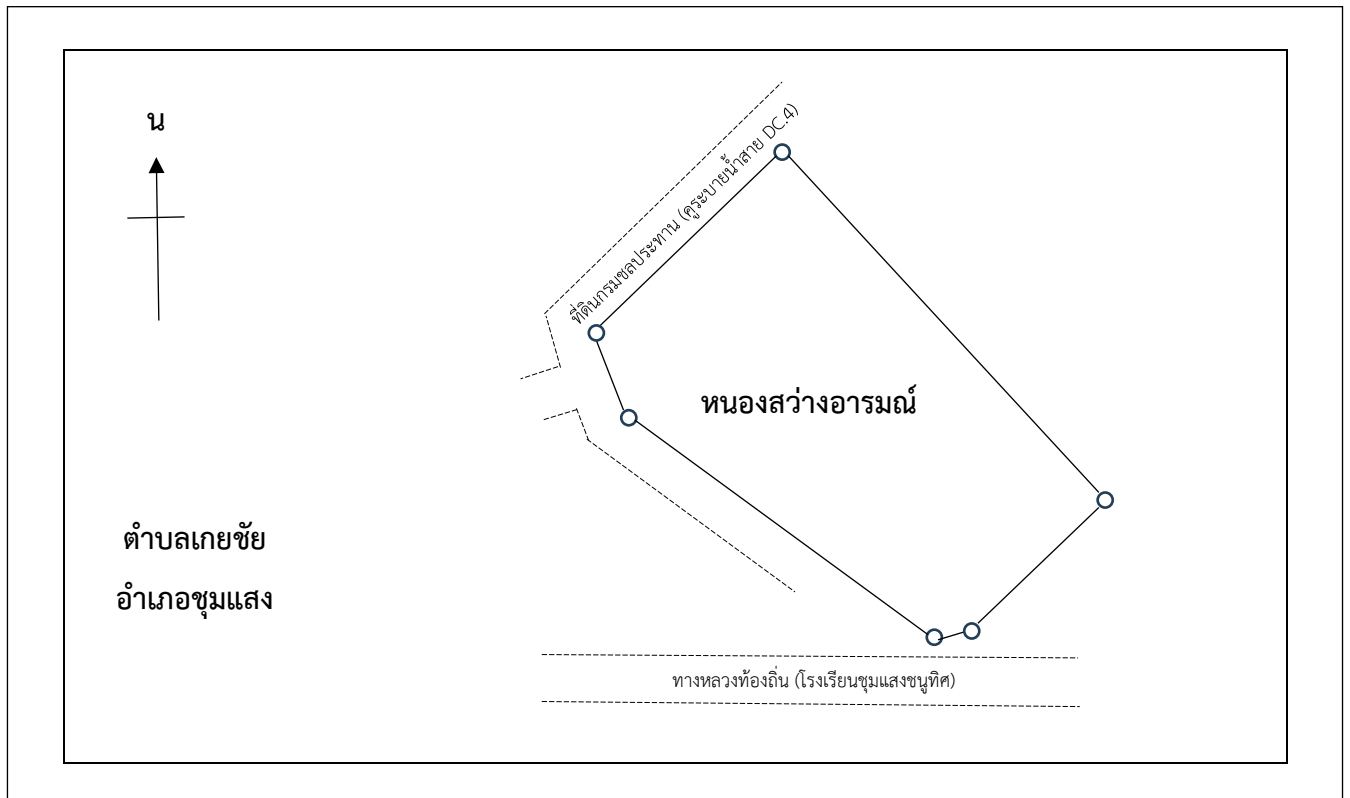 น
ที่ดินกรมชลประทาน (คูระบายน้ำสาย DC.4)
หนองสว่างอารมณ์
ตำบลเกยชัย
อำเภอชุมแสง
ทางหลวงท้องถิ่น (โรงเรียนชุมแสงชนูทิศ)